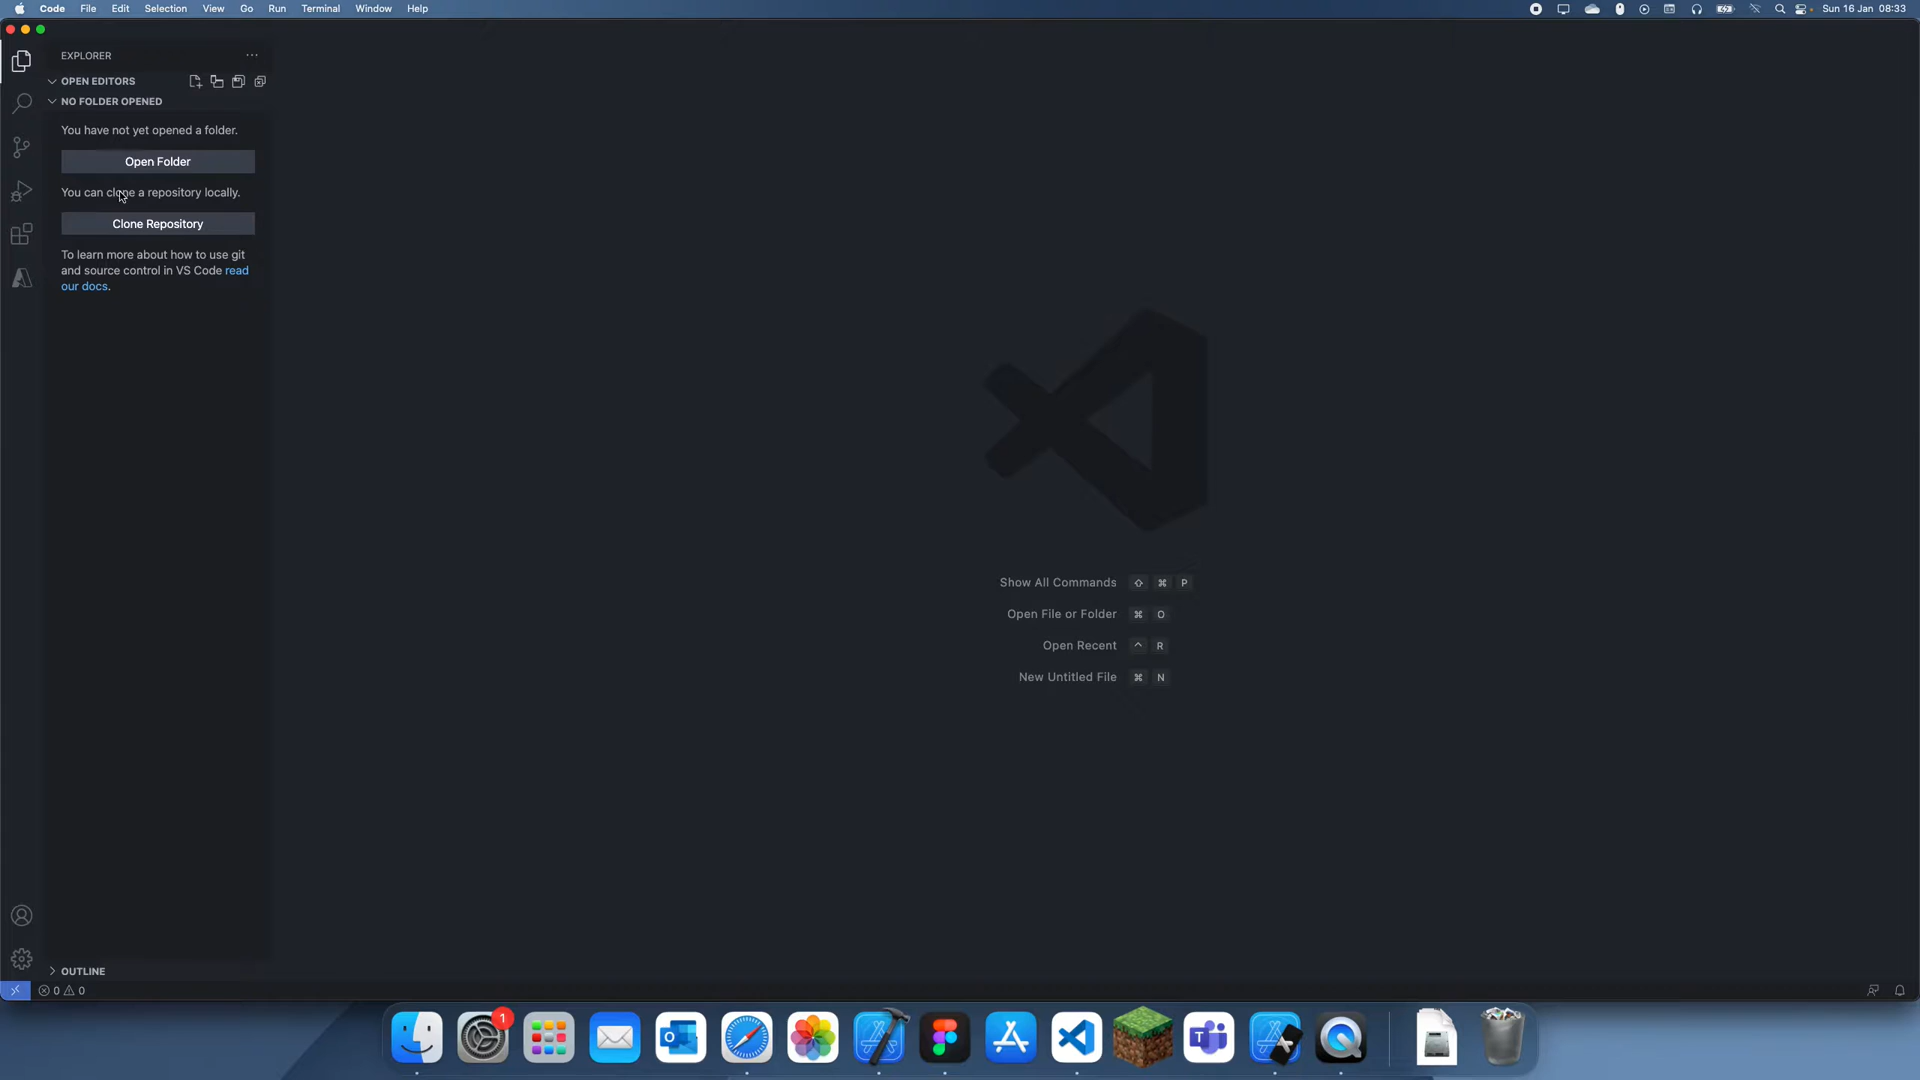 Code File Edit Selection View Go Run Terminal Window Help
Sun 16 Jan 08:33
EXPLORER
OPEN EDITORS
NO FOLDER OPENED
You have not yet opened a folder.
Open Folder
You can clone a repository locally.
Clone Repository
To learn more about how to use git
and source control in VS Code read
our docs.
Show All Commands ⇧ ⌘ P
Open File or Folder ⌘ O
Open Recent ^ R
New Untitled File ⌘ N
OUTLINE
0 0
1